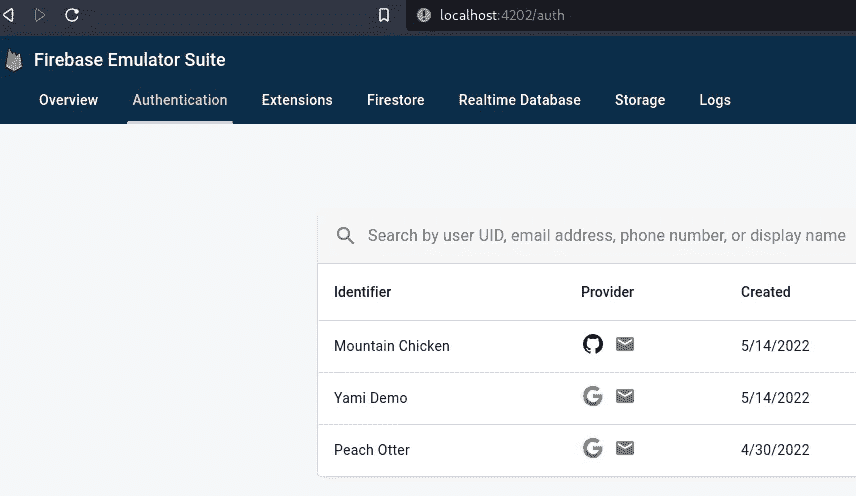 localhost:4202/auth
Firebase Emulator Suite
Overview Authentication Extensions Firestore Realtime Database Storage Logs
Search by user UID, email address, phone number, or display name
Identifier Provider Created
Mountain Chicken 5/14/2022
Yami Demo 5/14/2022
Peach Otter 4/30/2022